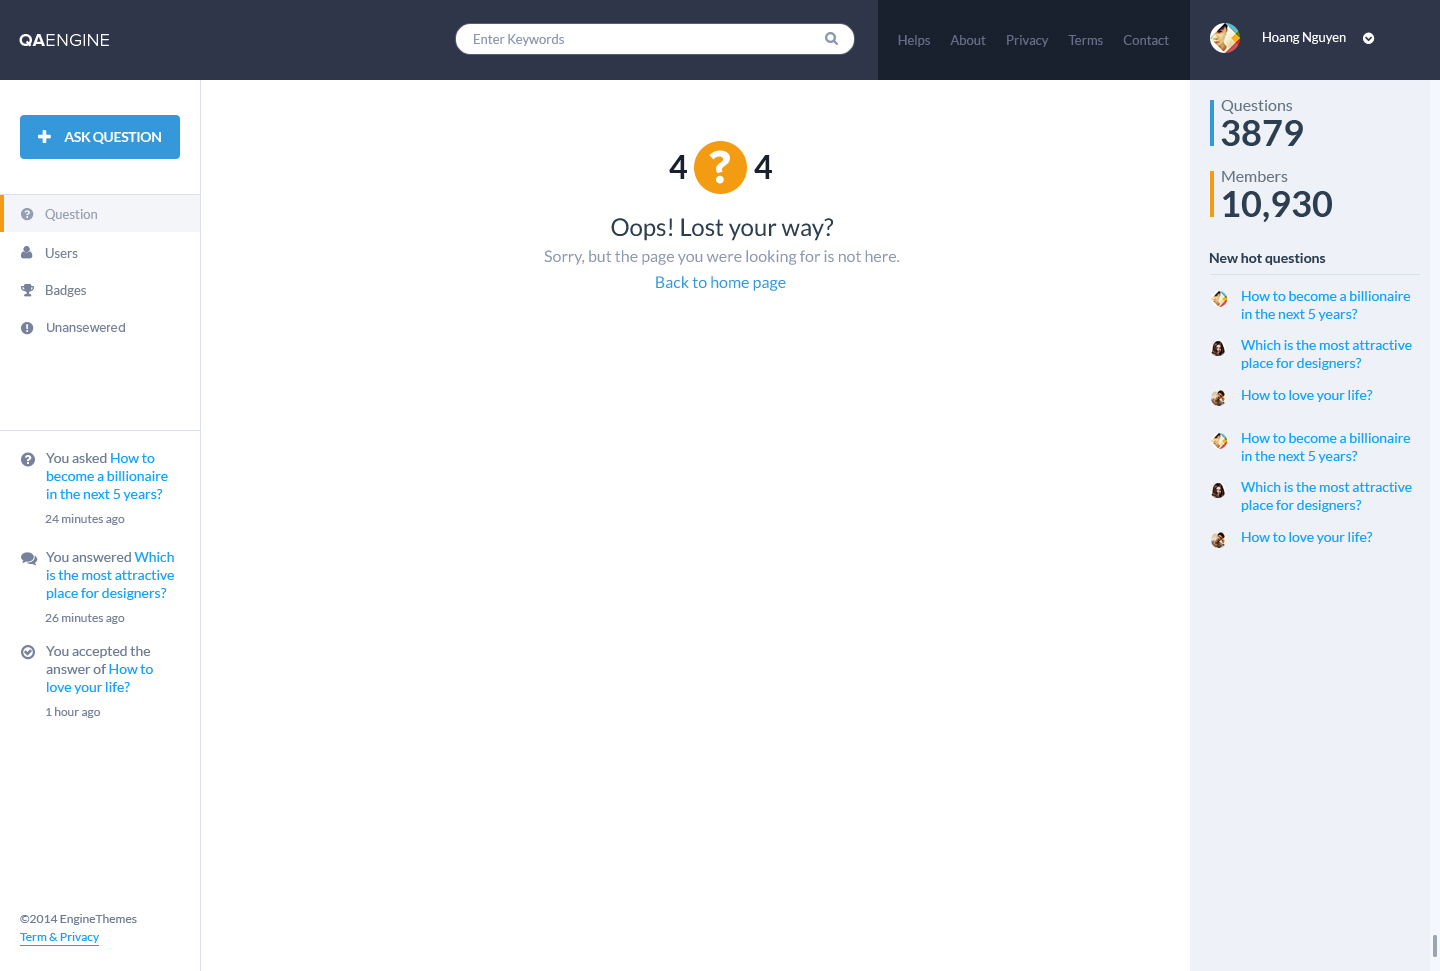 QAENGINE
Enter Keywords
Helps About Privacy Terms Contact
Hoang Nguyen
ASK QUESTION
Question
Users
Badges
Unansewered
You asked How to
become a billionaire
in the next 5 years?
24 minutes ago
You answered Which
is the most attractive
place for designers?
26 minutes ago
You accepted the
answer of How to
love your life?
1 hour ago
©2014 EngineThemes
Term & Privacy
4 ? 4
Oops! Lost your way?
Sorry, but the page you were looking for is not here.
Back to home page
Questions
3879
Members
10,930
New hot questions
How to become a billionaire
in the next 5 years?
Which is the most attractive
place for designers?
How to love your life?
How to become a billionaire
in the next 5 years?
Which is the most attractive
place for designers?
How to love your life?